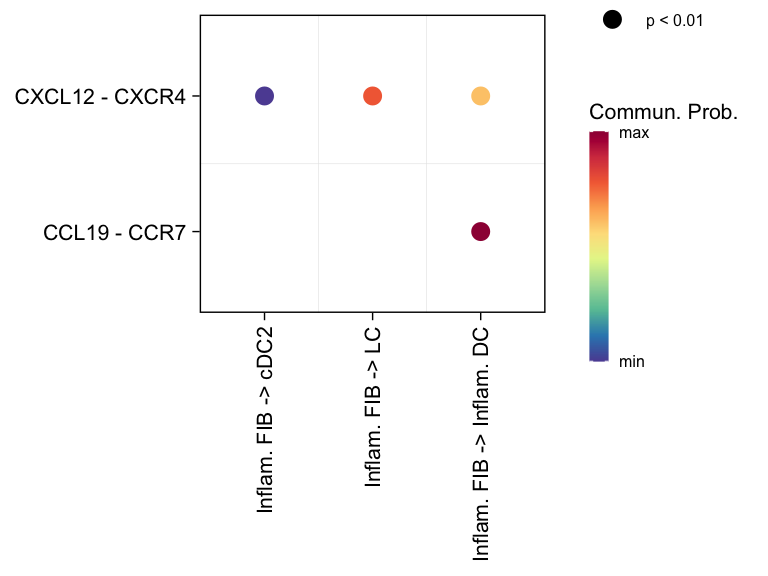 p < 0.01
CXCL12 - CXCR4
Commun. Prob.
max
CCL19 - CCR7
min
Inflam. FIB -> cDC2
Inflam. FIB -> LC
Inflam. FIB -> Inflam. DC